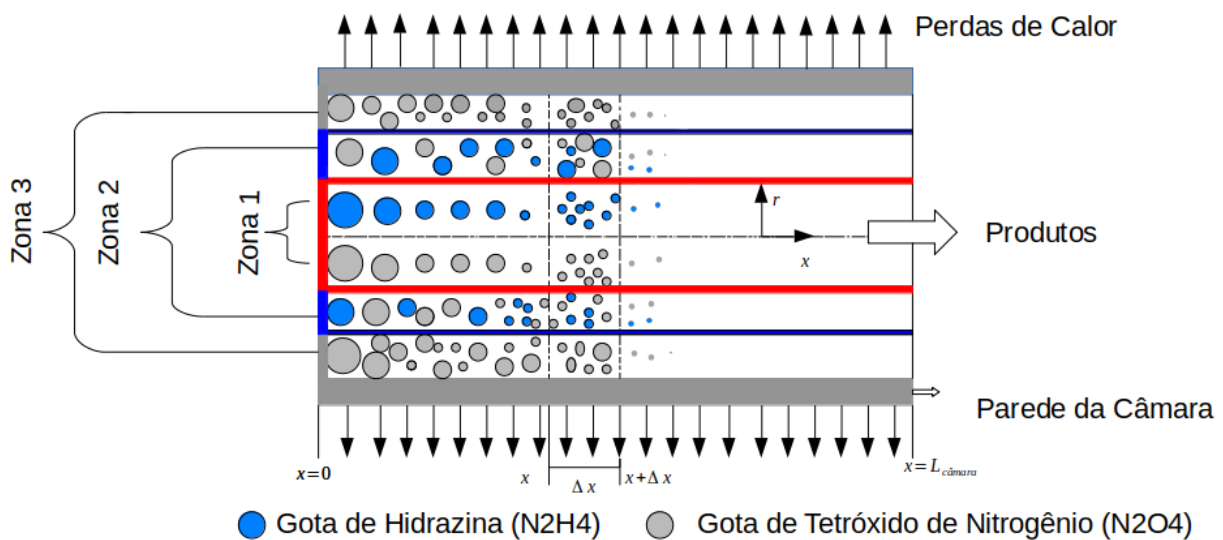 Perdas de Calor
Zona 3
Zona 2
Zona 1
r
x
Produtos
Parede da Câmara
x=0
x
Δx
x+Δx
x=Lcâmara
Gota de Hidrazina (N2H4)
Gota de Tetróxido de Nitrogênio (N2O4)